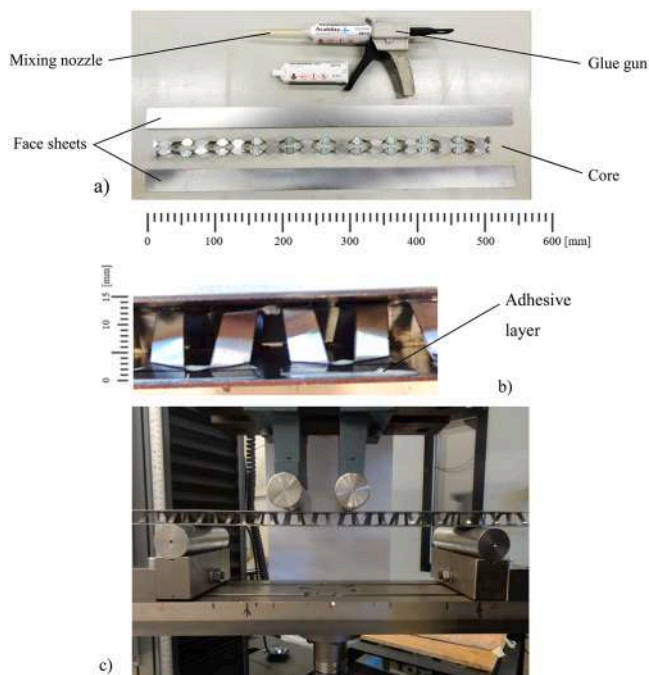 Mixing nozzle
Araldite
Glue gun
Face sheets
Core
a)
0 100 200 300 400 500 600 [mm]
[mm]
15
10
5
0
Adhesive
layer
b)
c)